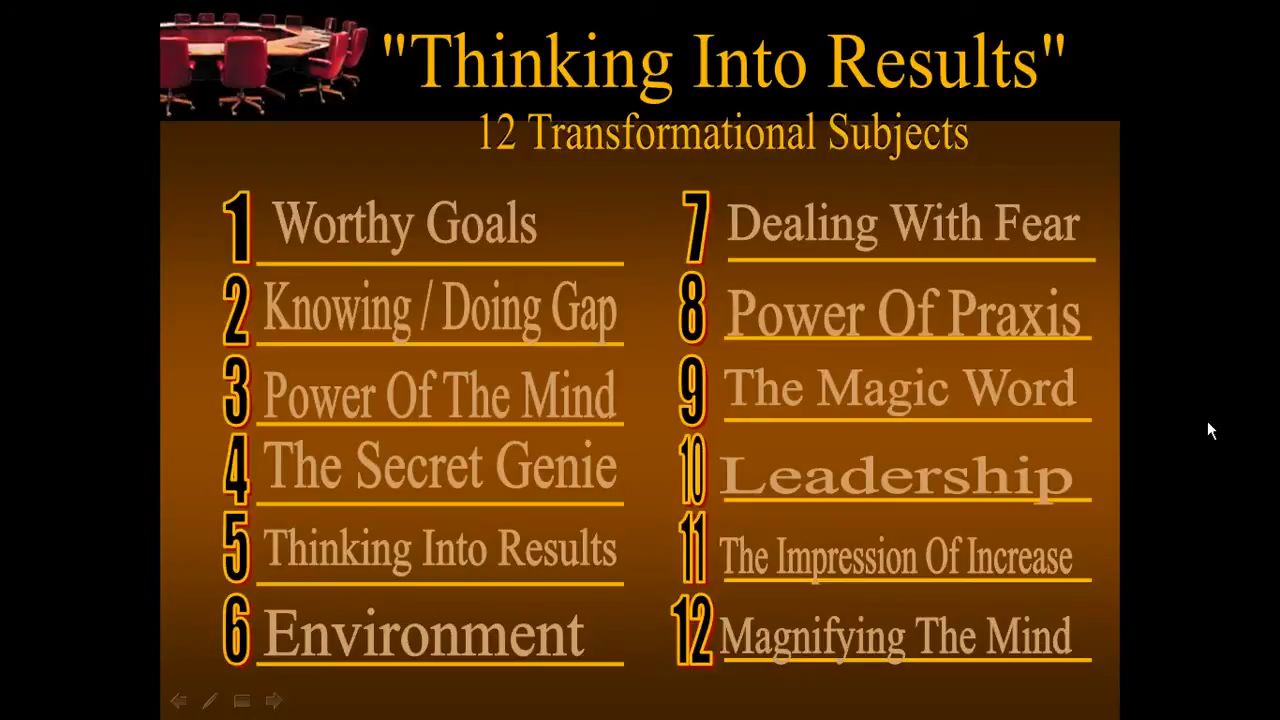 "Thinking Into Results"
12 Transformational Subjects
1 Worthy Goals
2 Knowing / Doing Gap
3 Power Of The Mind
4 The Secret Genie
5 Thinking Into Results
6 Environment
7 Dealing With Fear
8 Power Of Praxis
9 The Magic Word
10 Leadership
11 The Impression Of Increase
12 Magnifying The Mind